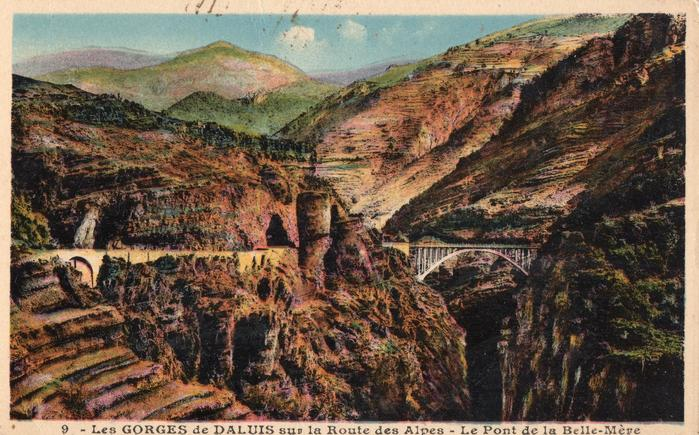 9 - Les GORGES de DALUIS sur la Route des Alpes - Le Pont de la Belle-Mère